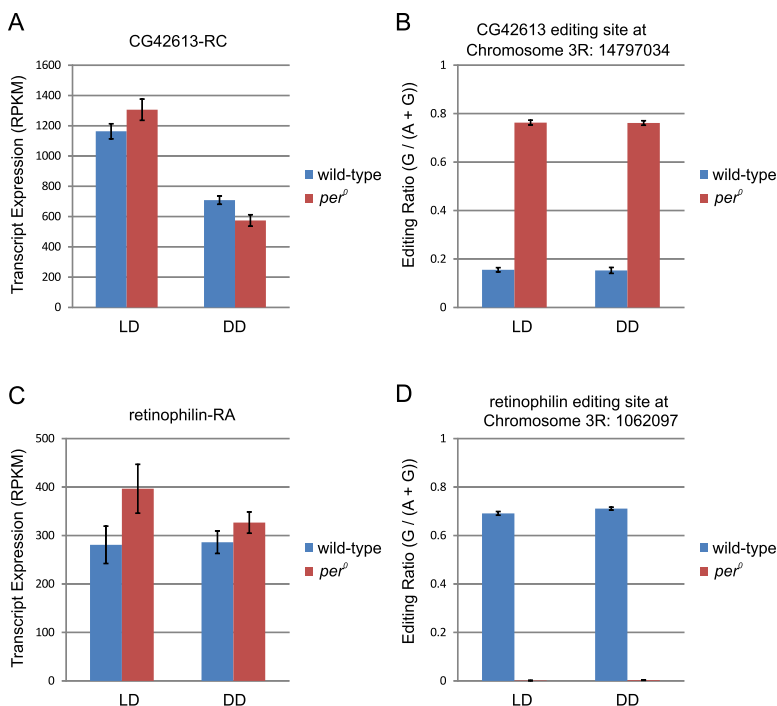 A
CG42613-RC
Transcript Expression (RPKM)
1600
1400
1200
1000
800
600
400
200
0
LD DD
wild-type
per⁰
B
CG42613 editing site at
Chromosome 3R: 14797034
Editing Ratio (G / (A + G))
1
0.8
0.6
0.4
0.2
0
LD DD
wild-type
per⁰
C
retinophilin-RA
Transcript Expression (RPKM)
500
400
300
200
100
0
LD DD
wild-type
per⁰
D
retinophilin editing site at
Chromosome 3R: 1062097
Editing Ratio (G / (A + G))
1
0.8
0.6
0.4
0.2
0
LD DD
wild-type
per⁰